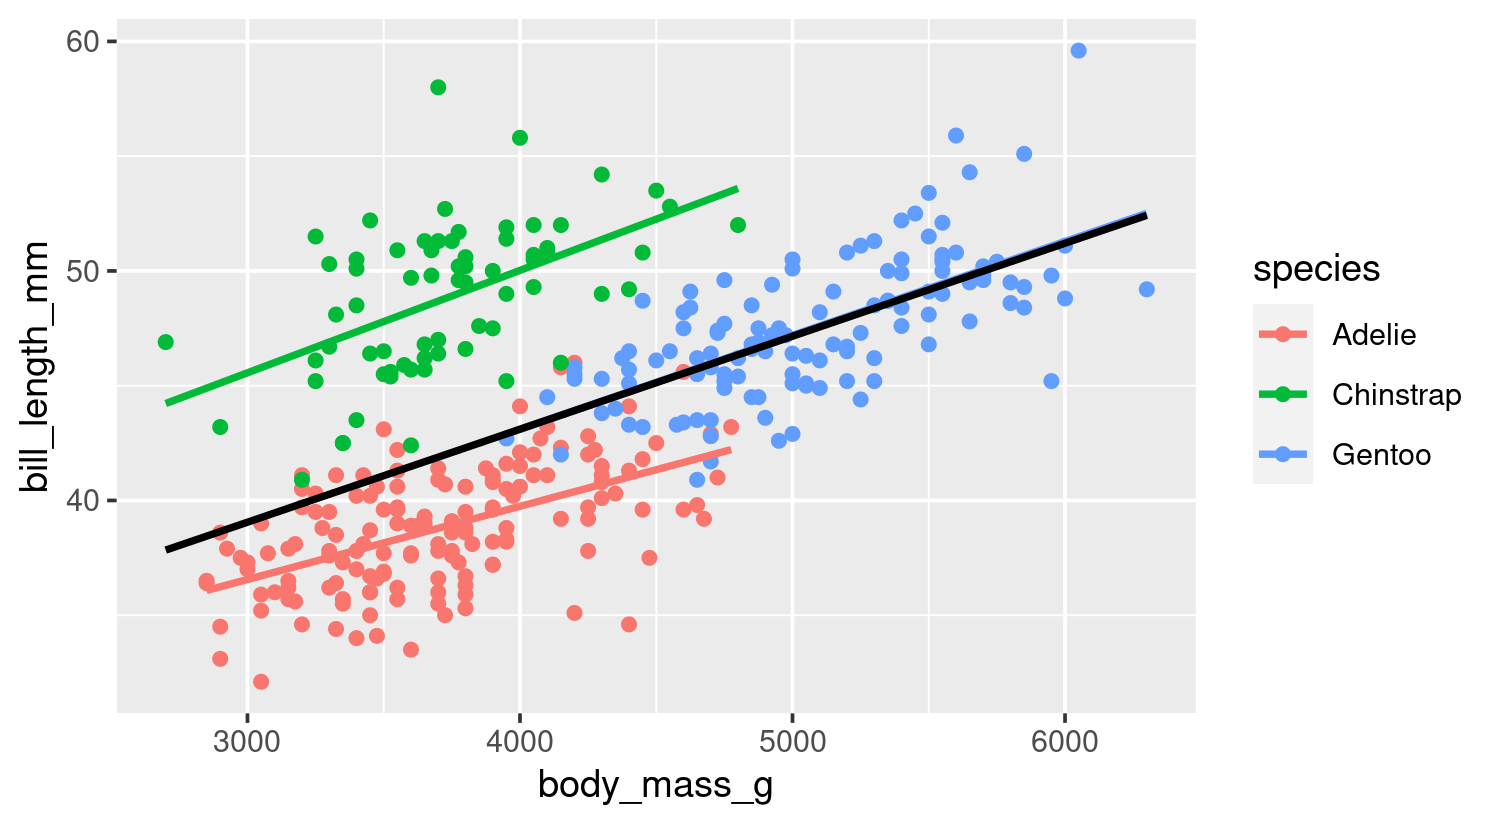 60
50
40
bill_length_mm
3000 4000 5000 6000
body_mass_g
species
Adelie
Chinstrap
Gentoo